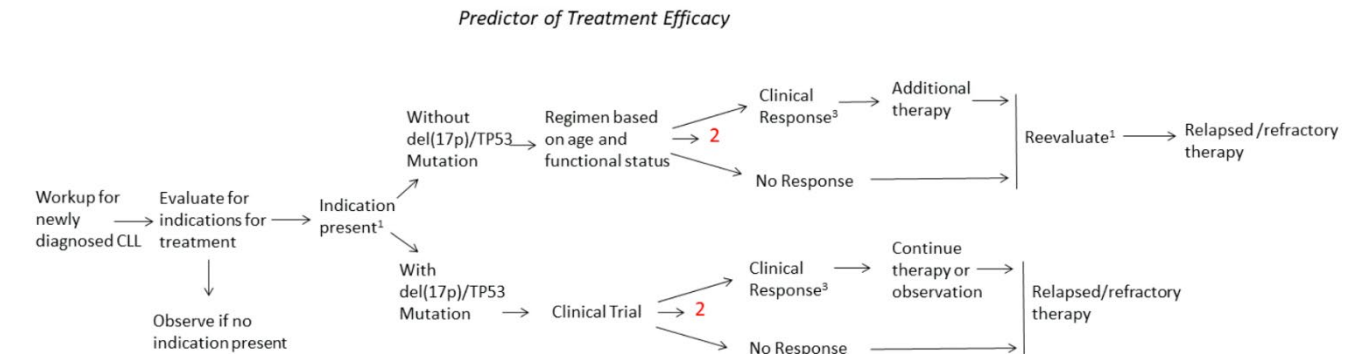 Predictor of Treatment Efficacy
Workup for
newly
diagnosed CLL
Evaluate for
indications for
treatment
Observe if no
indication present
Indication
present¹
Without
del(17p)/TP53
Mutation
Regimen based
on age and
functional status
2
Clinical
Response³
Additional
therapy
No Response
Reevaluate¹
Relapsed/refractory
therapy
With
del(17p)/TP53
Mutation
Clinical Trial
2
Clinical
Response³
Continue
therapy or
observation
No Response
Relapsed/refractory
therapy